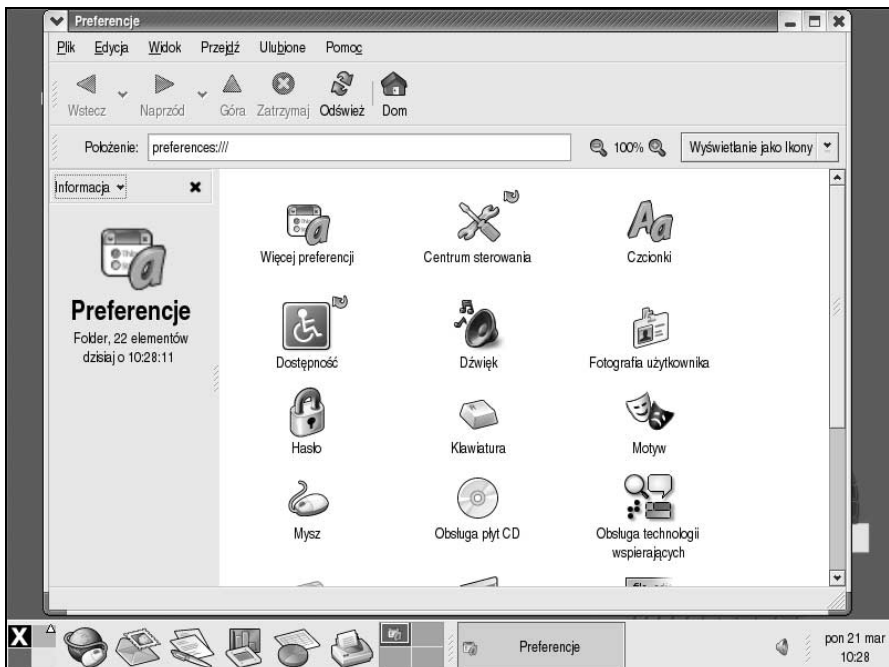 Preferencje
Plik Edycja Widok Przejdź Ulubione Pomoc
Wstecz Naprzód Góra Zatrzymaj Odśwież Dom
Położenie: preferences:/// 100% Wyświetlanie jako Ikony
Informacja
Preferencje
Folder, 22 elementów
dzisiaj o 10:28:11
Więcej preferencji Centrum sterowania Czcionki
Dostępność Dźwięk Fotografia użytkownika
Hasło Klawiatura Motyw
Mysz Obsługa płyt CD Obsługa technologii
wspierających
Preferencje
pon 21 mar
10:28